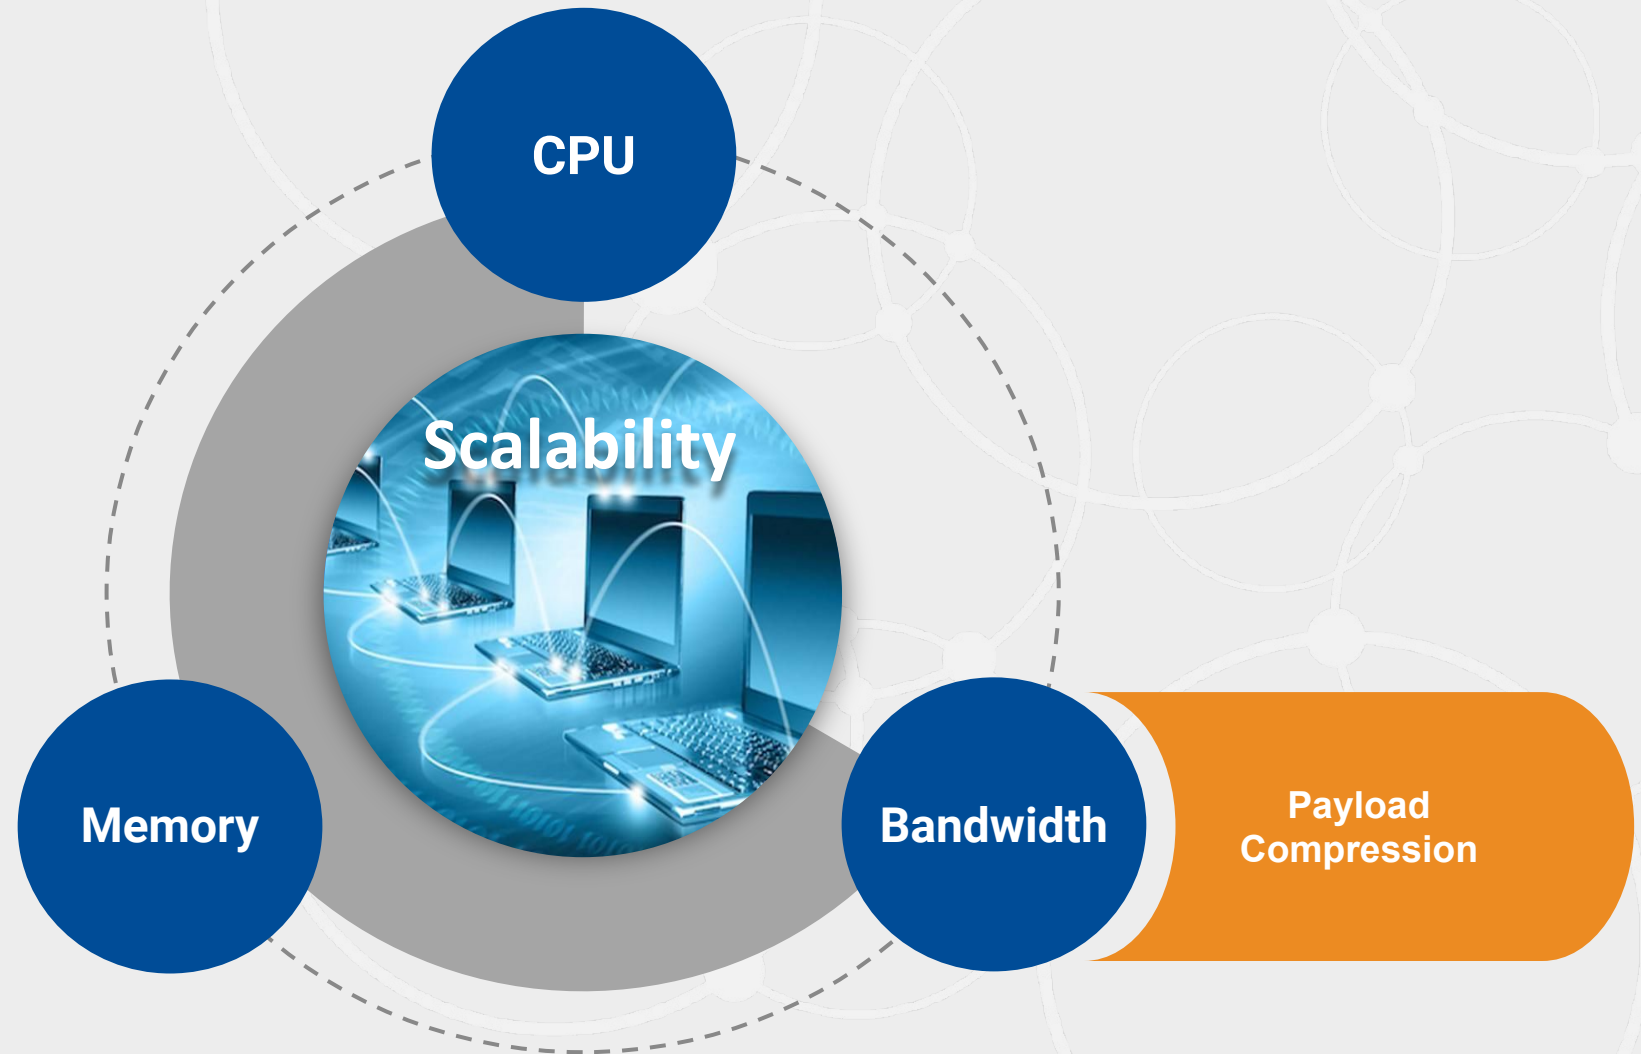 CPU
Scalability
Memory
Bandwidth
Payload
Compression